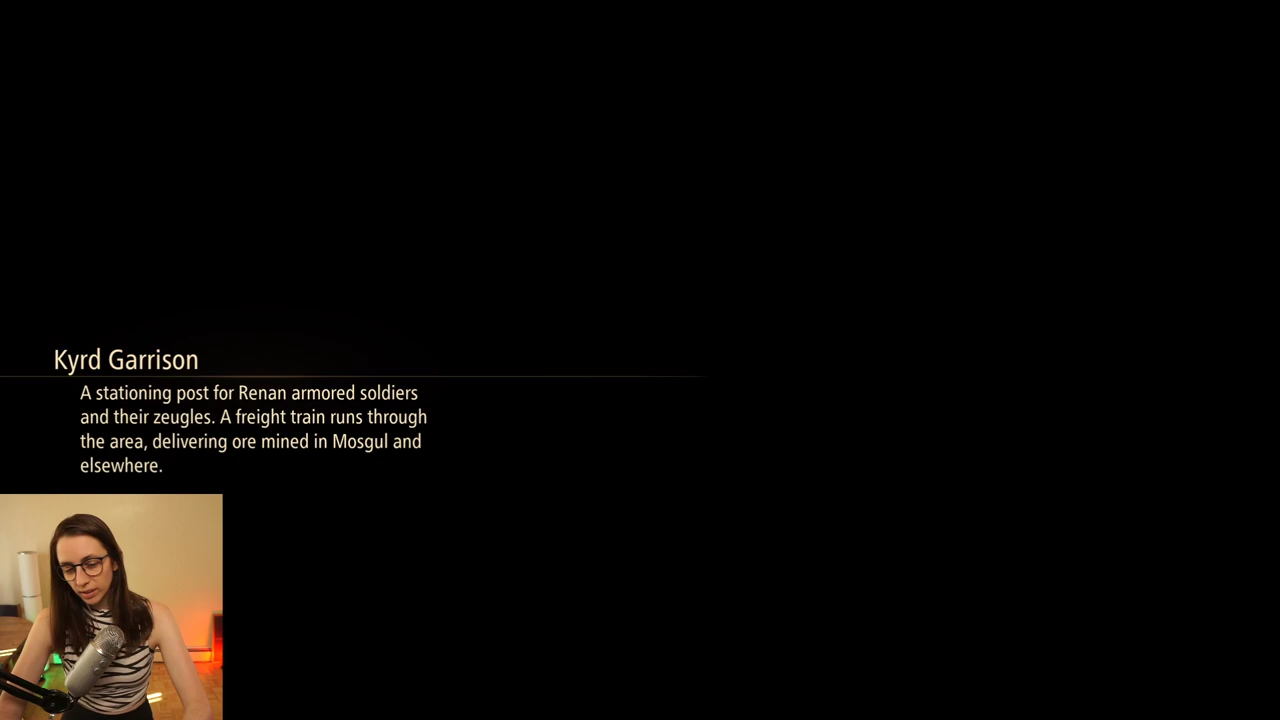 Kyrd Garrison
A stationing post for Renan armored soldiers
and their zeugles. A freight train runs through
the area, delivering ore mined in Mosgul and
elsewhere.